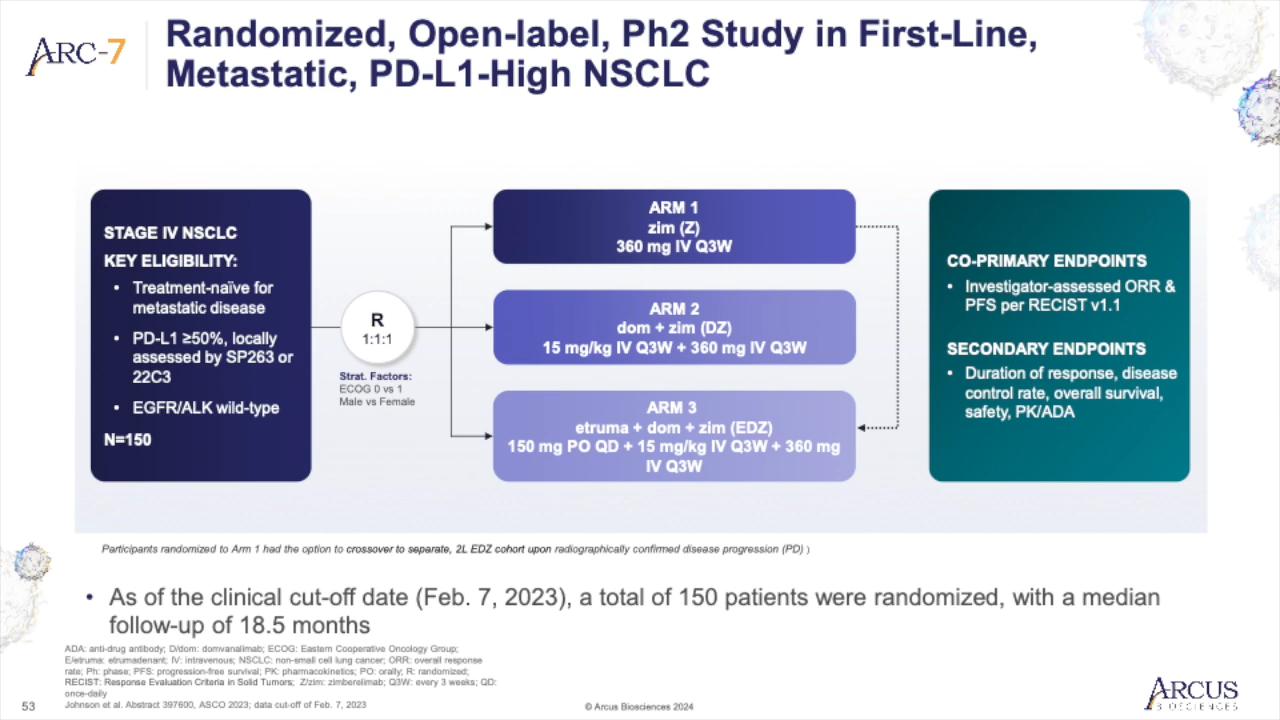 ARC-7
Randomized, Open-label, Ph2 Study in First-Line,
Metastatic, PD-L1-High NSCLC
STAGE IV NSCLC
KEY ELIGIBILITY:
• Treatment-naïve for
metastatic disease
• PD-L1 ≥50%, locally
assessed by SP263 or
22C3
• EGFR/ALK wild-type
N=150
R
1:1:1
Strat. Factors:
ECOG 0 vs 1
Male vs Female
ARM 1
zim (Z)
360 mg IV Q3W
ARM 2
dom + zim (DZ)
15 mg/kg IV Q3W + 360 mg IV Q3W
ARM 3
etruma + dom + zim (EDZ)
150 mg PO QD + 15 mg/kg IV Q3W + 360 mg
IV Q3W
CO-PRIMARY ENDPOINTS
• Investigator-assessed ORR &
PFS per RECIST v1.1
SECONDARY ENDPOINTS
• Duration of response, disease
control rate, overall survival,
safety, PK/ADA
Participants randomized to Arm 1 had the option to crossover to separate, 2L EDZ cohort upon radiographically confirmed disease progression (PD) )
• As of the clinical cut-off date (Feb. 7, 2023), a total of 150 patients were randomized, with a median
follow-up of 18.5 months
ADA: anti-drug antibody; D/dom: domvanalimab; ECOG: Eastern Cooperative Oncology Group;
E/etruma: etrumadenant; IV: intravenous; NSCLC: non-small cell lung cancer; ORR: overall response
rate; Ph: phase; PFS: progression-free survival; PK: pharmacokinetics; PO: orally; R: randomized;
RECIST: Response Evaluation Criteria in Solid Tumors; Z/zim: zimberelimab; Q3W: every 3 weeks; QD:
once-daily
Johnson et al. Abstract 397600, ASCO 2023; data cut-off of Feb. 7, 2023
53
© Arcus Biosciences 2024
ARCUS
BIOSCIENCES